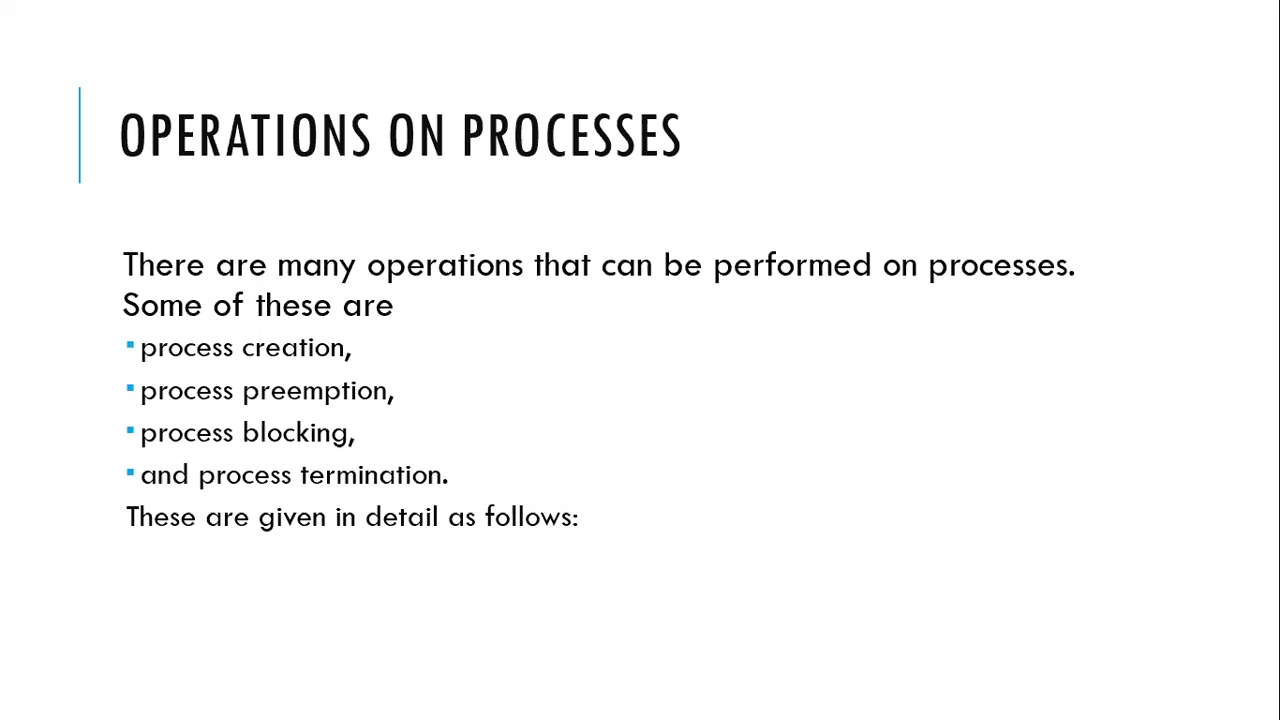 OPERATIONS ON PROCESSES
There are many operations that can be performed on processes.
Some of these are
▪ process creation,
▪ process preemption,
▪ process blocking,
▪ and process termination.
These are given in detail as follows: